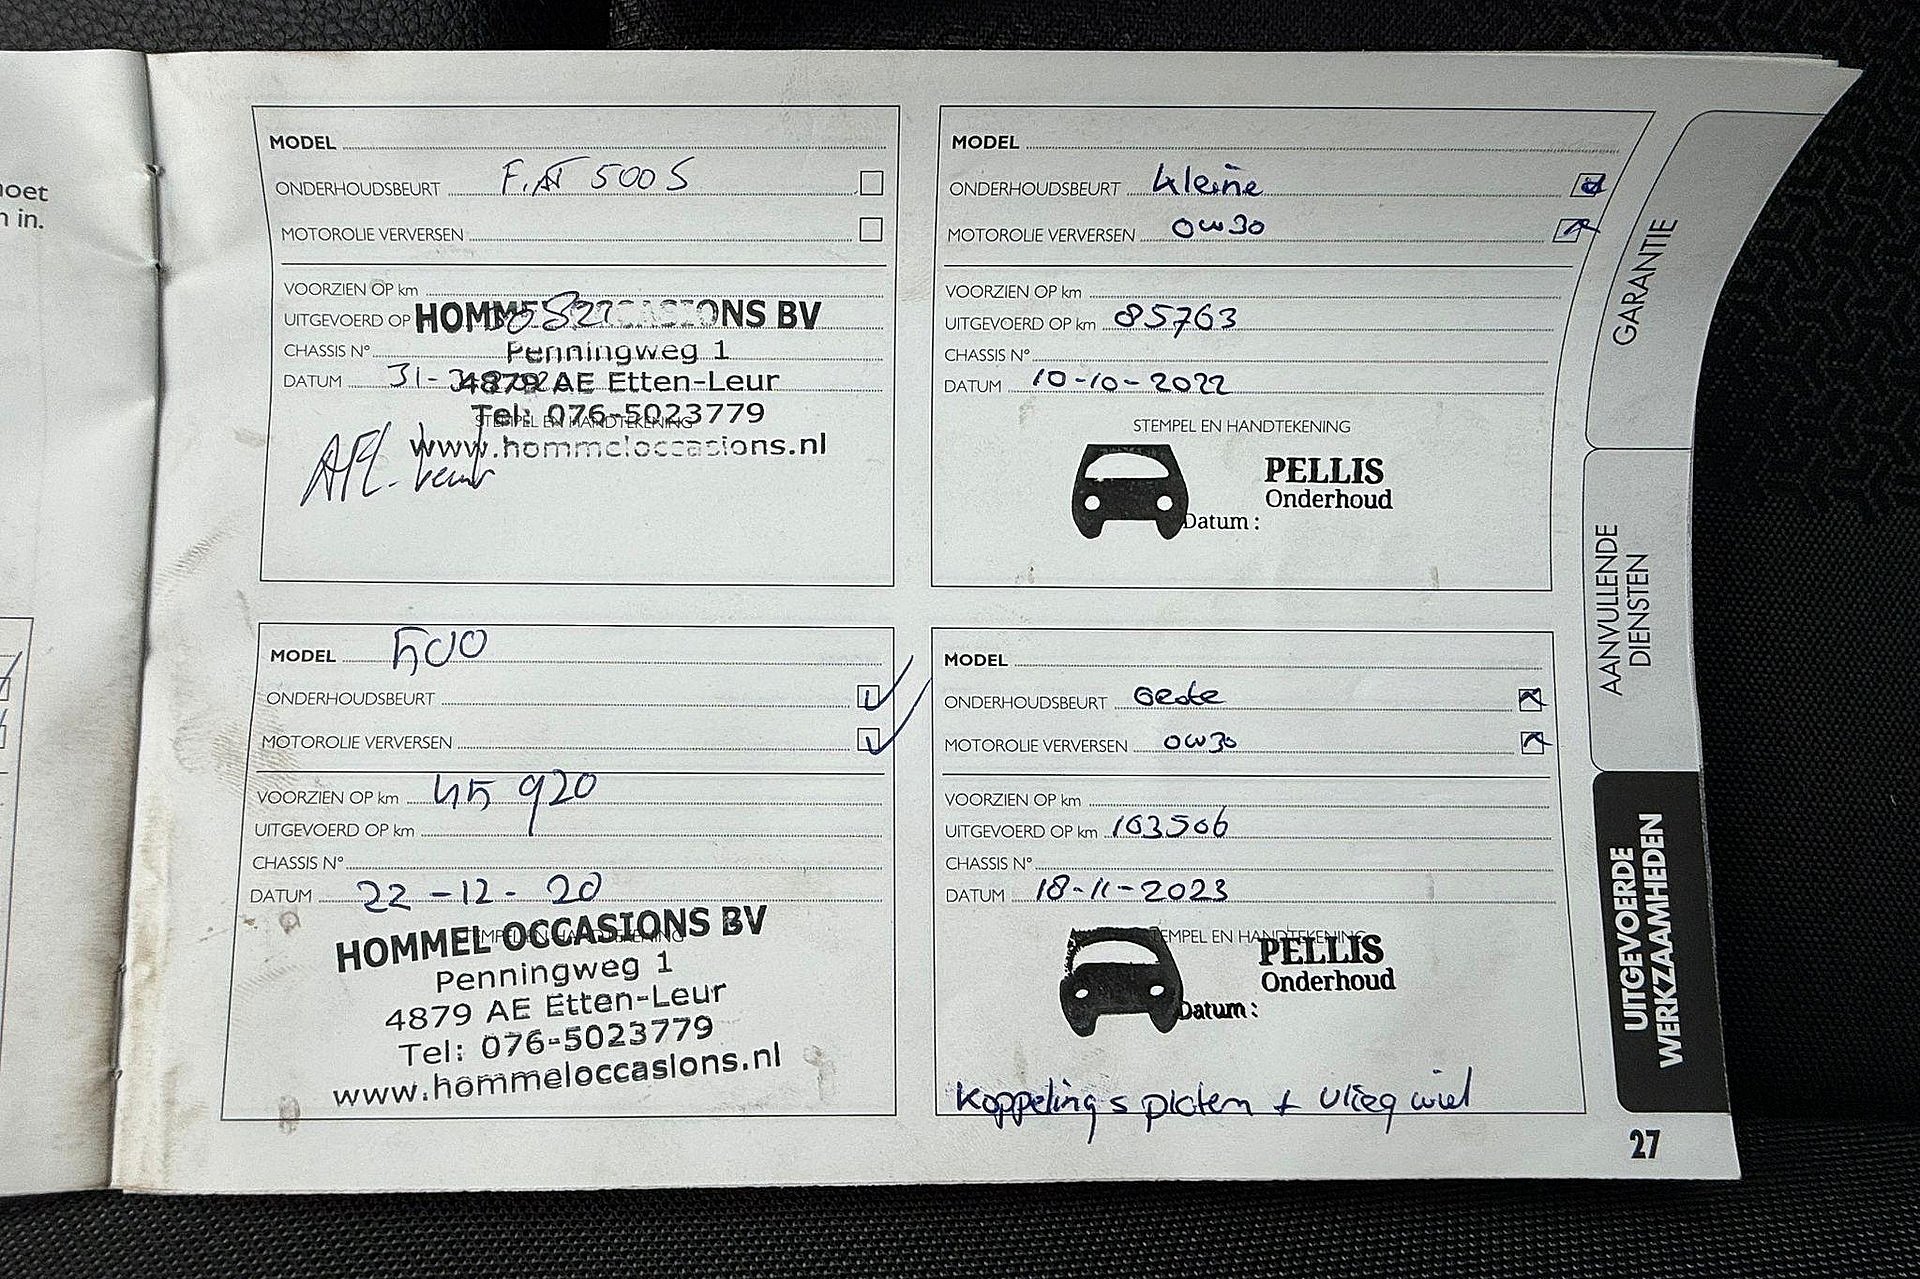 oet
n in.
MODEL
ONDERHOUDSBEURT FIAT 500 S
MOTOROLIE VERVERSEN
VOORZIEN OP km
UITGEVOERD OP
HOMMEL OCCASIONS BV
CHASSIS N°
Penningweg 1
DATUM 31-
4879 AE Etten-Leur
Tel: 076-5023779
STEMPEL EN HANDTEKENING
www.hommeloccasions.nl
MODEL
ONDERHOUDSBEURT kleine
MOTOROLIE VERVERSEN 0w30
VOORZIEN OP km
UITGEVOERD OP km 85763
CHASSIS N°
DATUM 10-10-2022
STEMPEL EN HANDTEKENING
PELLIS
Onderhoud
Datum :
MODEL 500
ONDERHOUDSBEURT
MOTOROLIE VERVERSEN
VOORZIEN OP km 45 920
UITGEVOERD OP km
CHASSIS N°
DATUM 22-12-20
HOMMEL OCCASIONS BV
Penningweg 1
4879 AE Etten-Leur
Tel: 076-5023779
www.hommeloccasions.nl
MODEL
ONDERHOUDSBEURT Grote
MOTOROLIE VERVERSEN 0w30
VOORZIEN OP km
UITGEVOERD OP km 103506
CHASSIS N°
DATUM 18-11-2023
STEMPEL EN HANDTEKENING
PELLIS
Onderhoud
Datum :
Koppelings platen + vliegwiel
GARANTIE
AANVULLENDE
DIENSTEN
UITGEVOERDE
WERKZAAMHEDEN
27